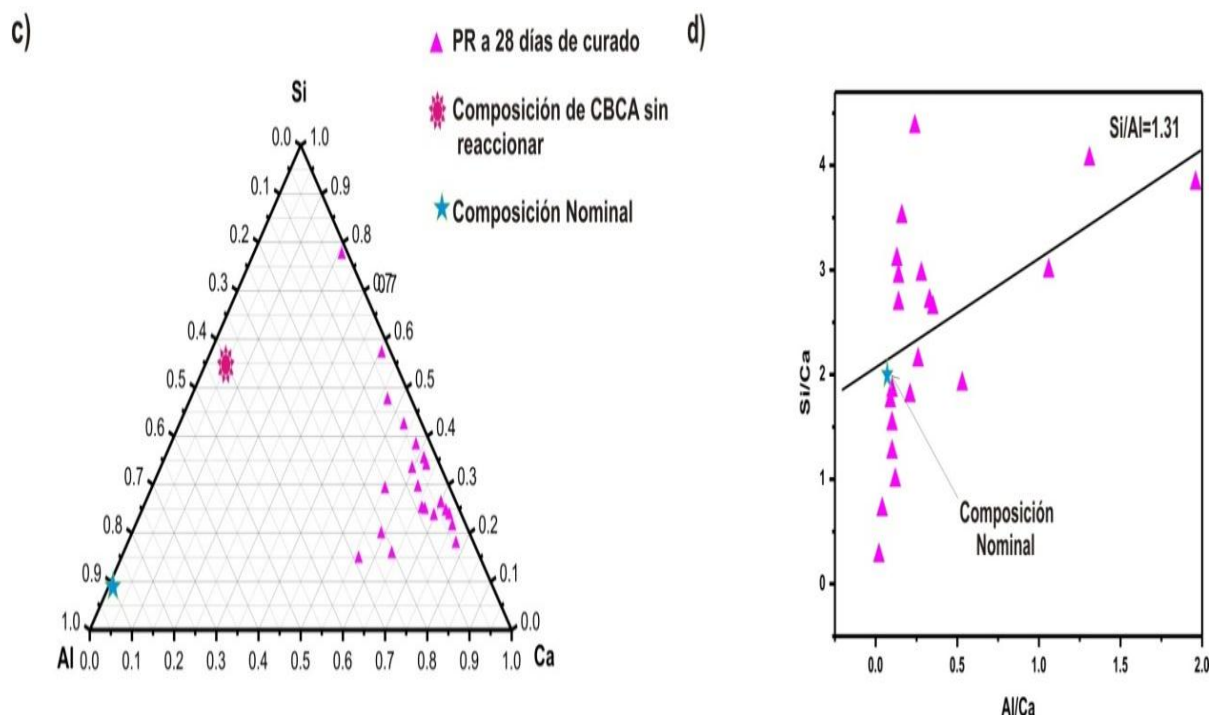 c)
PR a 28 días de curado
Composición de CBCA sin
reaccionar
Composición Nominal
Si
0.0 1.0
0.1 0.9
0.2 0.8
0.3 0.77
0.4 0.6
0.5 0.5
0.6 0.4
0.7 0.3
0.8 0.2
0.9 0.1
1.0 0.0
Al 0.0 0.1 0.2 0.3 0.4 0.5 0.6 0.7 0.8 0.9 1.0 Ca
d)
Si/Al=1.31
Si/Ca
4
3
2
1
0
Composición
Nominal
0.0 0.5 1.0 1.5 2.0
Al/Ca